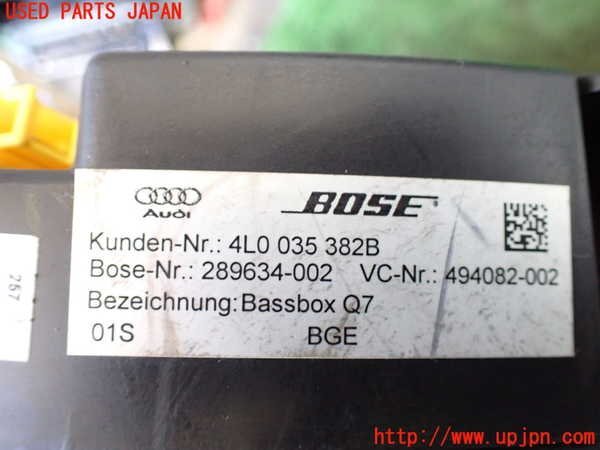 USED PARTS JAPAN
Audi BOSE
Kunden-Nr.: 4L0 035 382B
Bose-Nr.: 289634-002 VC-Nr.: 494082-002
Bezeichnung: Bassbox Q7
01S BGE
257
http://www.upjpn.com/